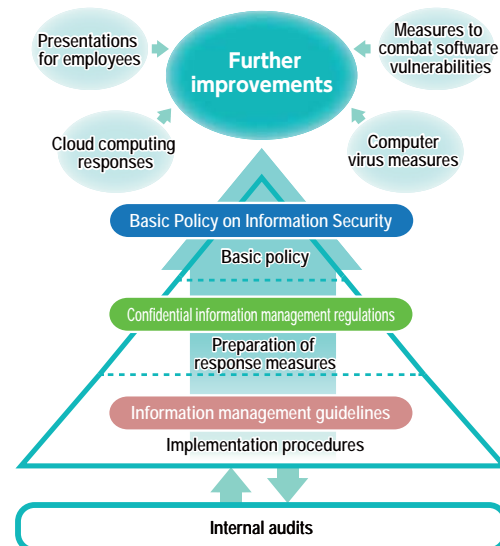 Presentations
for employees
Measures to
combat software
vulnerabilities
Further
improvements
Cloud computing
responses
Computer
virus measures
Basic Policy on Information Security
Basic policy
Confidential information management regulations
Preparation of
response measures
Information management guidelines
Implementation procedures
Internal audits